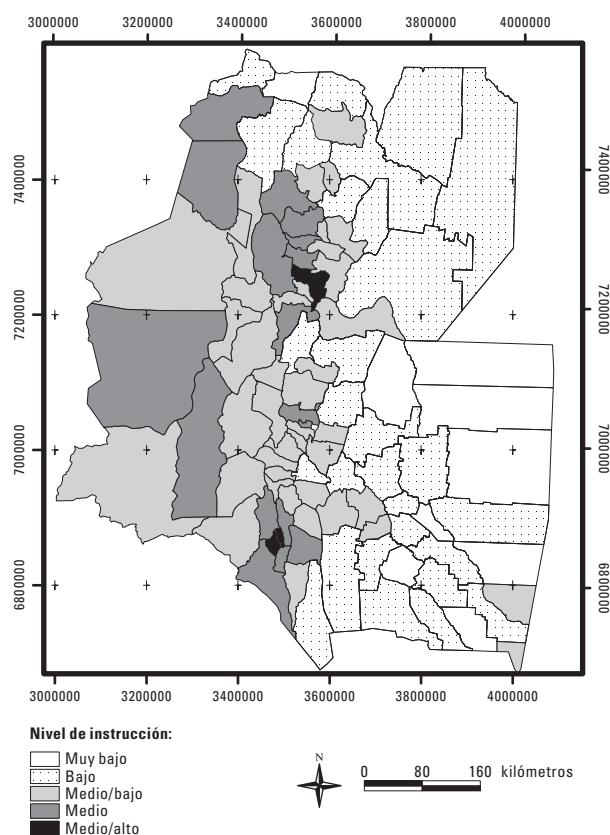 3000000 3200000 3400000 3600000 3800000 4000000
7400000 7400000
7200000 7200000
7000000 7000000
6800000 6800000
3000000 3200000 3400000 3600000 3800000 4000000
Nivel de instrucción:
Muy bajo
Bajo
Medio/bajo
Medio
Medio/alto
N
0 80 160 kilómetros